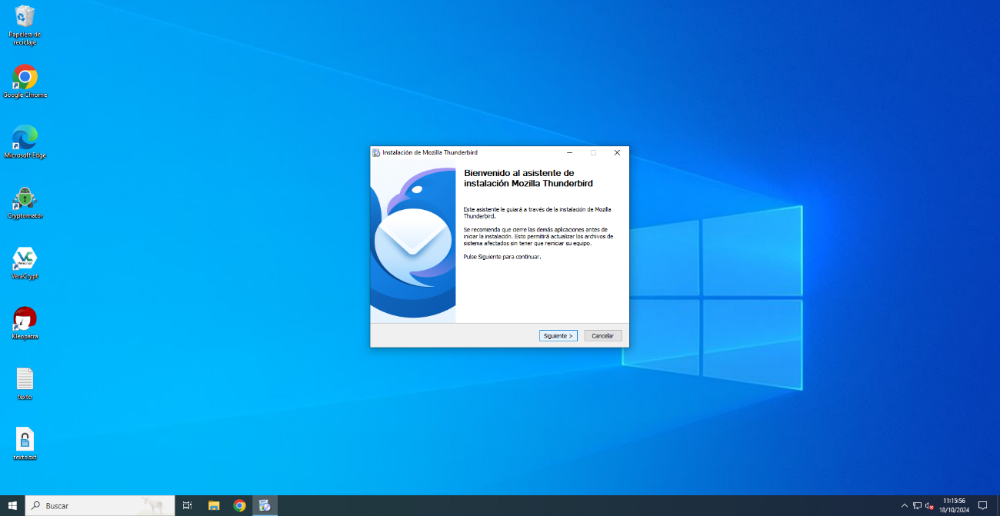 Papelera de
reciclaje
Google Chrome
Microsoft Edge
Cryptomator
VeraCrypt
Kleopatra
texto
texto.txt
Instalación de Mozilla Thunderbird
Bienvenido al asistente de
instalación Mozilla Thunderbird
Este asistente le guiará a través de la instalación de Mozilla
Thunderbird.
Se recomienda que cierre las demás aplicaciones antes de
iniciar la instalación. Esto permitirá actualizar los archivos de
sistema afectados sin tener que reiniciar su equipo.
Pulse Siguiente para continuar.
Siguiente >
Cancelar
Buscar
11:15:56
18/10/2024